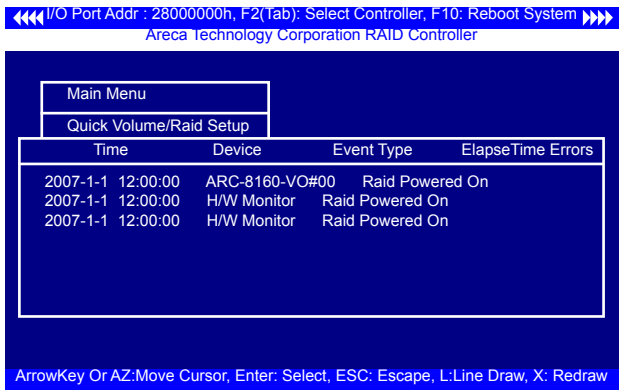 I/O Port Addr : 28000000h, F2(Tab): Select Controller, F10: Reboot System
Areca Technology Corporation RAID Controller
Main Menu
Quick Volume/Raid Setup
Time Device Event Type ElapseTime Errors
2007-1-1 12:00:00 ARC-8160-VO#00 Raid Powered On
2007-1-1 12:00:00 H/W Monitor Raid Powered On
2007-1-1 12:00:00 H/W Monitor Raid Powered On
ArrowKey Or AZ:Move Cursor, Enter: Select, ESC: Escape, L:Line Draw, X: Redraw